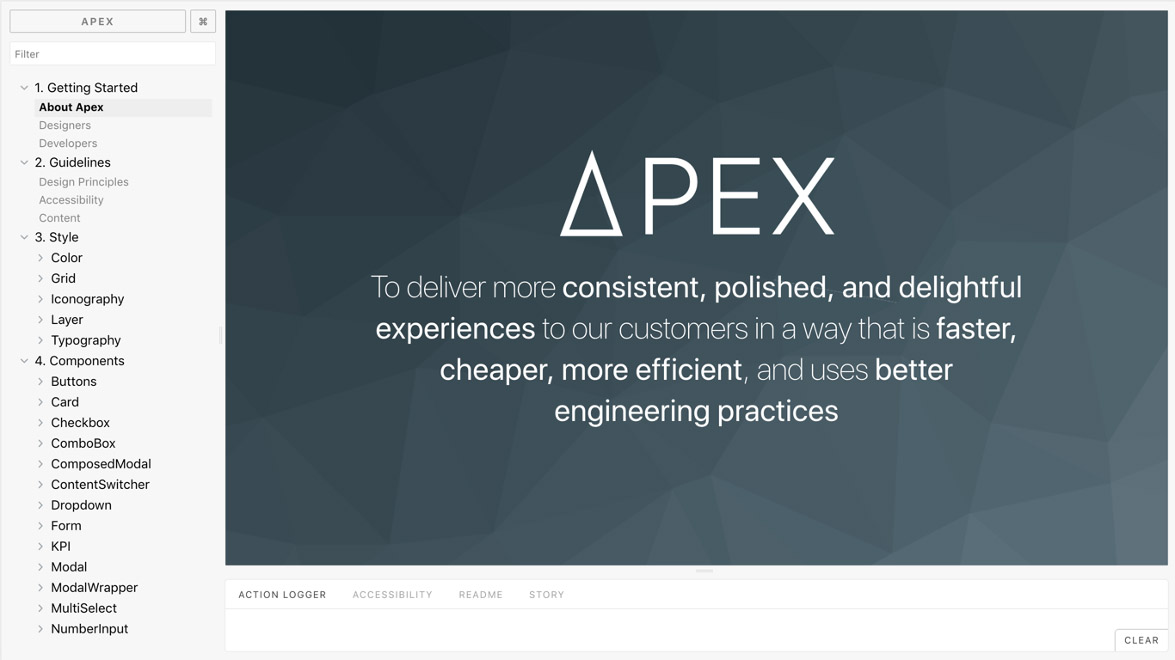 APEX
⌘
Filter
1. Getting Started
About Apex
Designers
Developers
2. Guidelines
Design Principles
Accessibility
Content
3. Style
Color
Grid
Iconography
Layer
Typography
4. Components
Buttons
Card
Checkbox
ComboBox
ComposedModal
ContentSwitcher
Dropdown
Form
KPI
Modal
ModalWrapper
MultiSelect
NumberInput
APEX
To deliver more consistent, polished, and delightful
experiences to our customers in a way that is faster,
cheaper, more efficient, and uses better
engineering practices
ACTION LOGGER ACCESSIBILITY README STORY
CLEAR